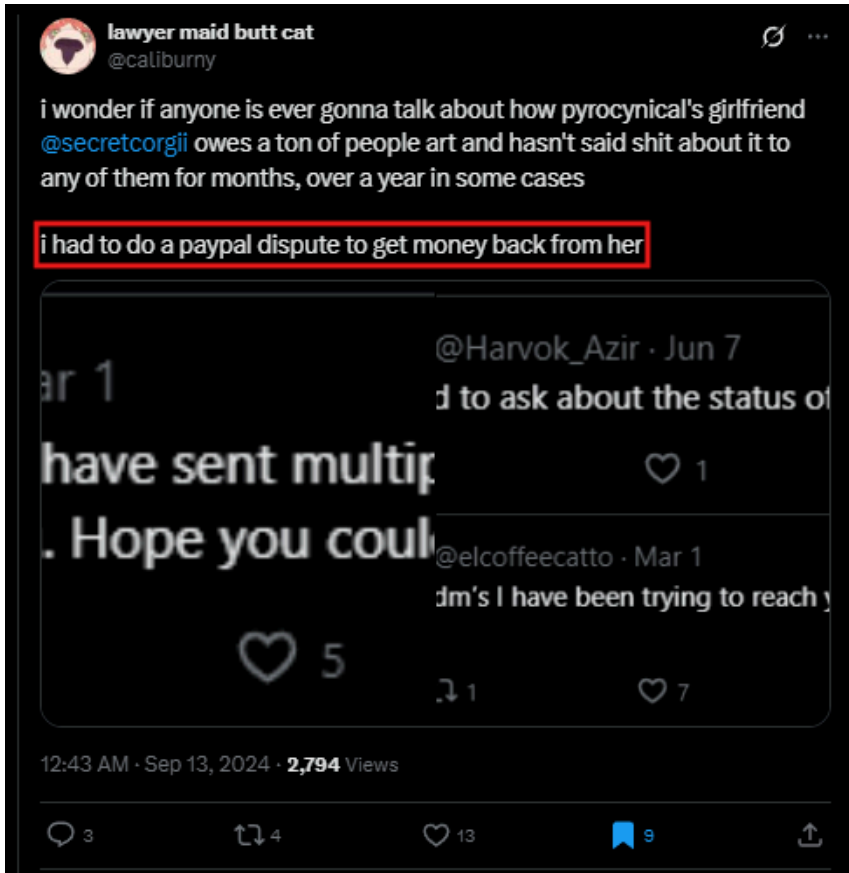 lawyer maid butt cat
@caliburny
i wonder if anyone is ever gonna talk about how pyrocynical's girlfriend
@secretcorgii owes a ton of people art and hasn't said shit about it to
any of them for months, over a year in some cases
i had to do a paypal dispute to get money back from her
ar 1
have sent multip
. Hope you coul
5
@Harvok_Azir · Jun 7
d to ask about the status of
1
@elcoffeecatto · Mar 1
dm's I have been trying to reach y
1 7
12:43 AM · Sep 13, 2024 · 2,794 Views
3 4 13 9